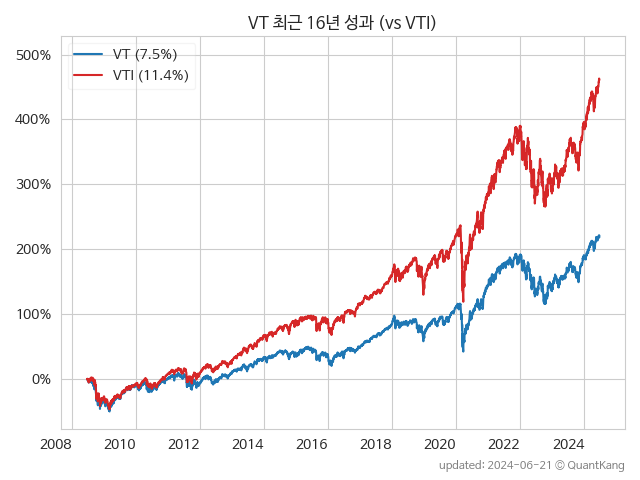 VT 최근 16년 성과 (vs VTI)
VT (7.5%)
VTI (11.4%)
500%
400%
300%
200%
100%
0%
2008 2010 2012 2014 2016 2018 2020 2022 2024
updated: 2024-06-21 © QuantKang